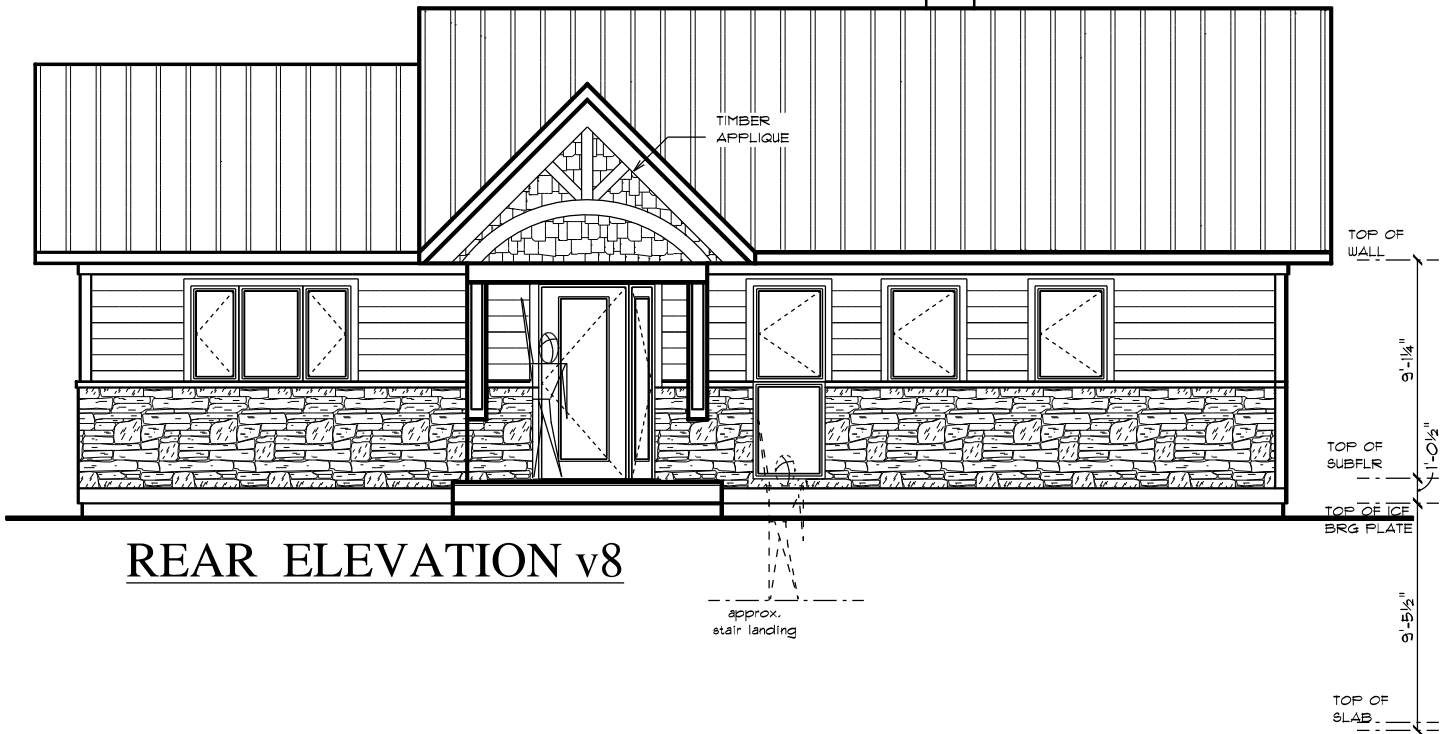 TIMBER
APPLIQUE
TOP OF
WALL
9'-1¼"
TOP OF
SUBFLR
1'-0½"
TOP OF ICF
BRG PLATE
REAR ELEVATION v8
approx.
stair landing
9'-5½"
TOP OF
SLAB